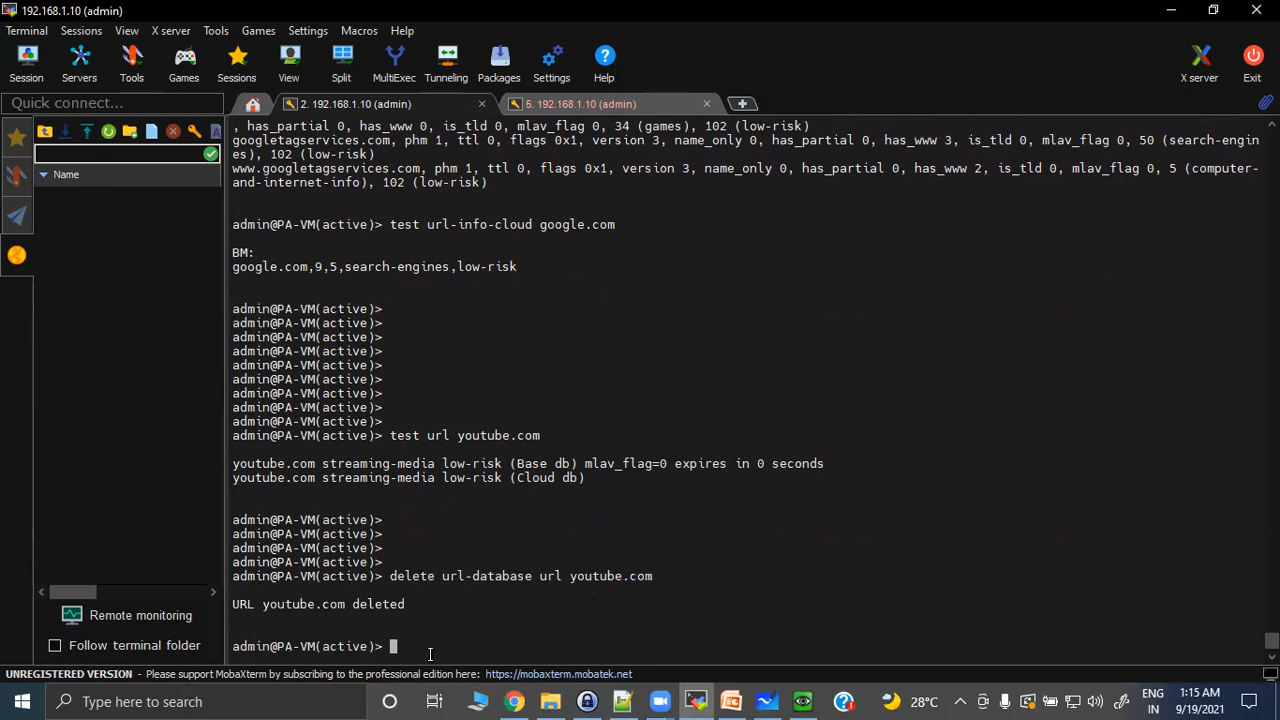 192.168.1.10 (admin)
Terminal Sessions View X server Tools Games Settings Macros Help
Session Servers Tools Games Sessions View Split MultiExec Tunneling Packages Settings Help X server Exit
Quick connect...
2. 192.168.1.10 (admin)
5. 192.168.1.10 (admin)
Name
, has_partial 0, has_www 0, is_tld 0, mlav_flag 0, 34 (games), 102 (low-risk)
googletagservices.com, phm 1, ttl 0, flags 0x1, version 3, name_only 0, has_partial 0, has_www 3, is_tld 0, mlav_flag 0, 50 (search-engin
es), 102 (low-risk)
www.googletagservices.com, phm 1, ttl 0, flags 0x1, version 3, name_only 0, has_partial 0, has_www 2, is_tld 0, mlav_flag 0, 5 (computer-
and-internet-info), 102 (low-risk)
admin@PA-VM(active)> test url-info-cloud google.com
BM:
google.com,9,5,search-engines,low-risk
admin@PA-VM(active)>
admin@PA-VM(active)>
admin@PA-VM(active)>
admin@PA-VM(active)>
admin@PA-VM(active)>
admin@PA-VM(active)>
admin@PA-VM(active)>
admin@PA-VM(active)>
admin@PA-VM(active)>
admin@PA-VM(active)> test url youtube.com
youtube.com streaming-media low-risk (Base db) mlav_flag=0 expires in 0 seconds
youtube.com streaming-media low-risk (Cloud db)
admin@PA-VM(active)>
admin@PA-VM(active)>
admin@PA-VM(active)>
admin@PA-VM(active)>
admin@PA-VM(active)> delete url-database url youtube.com
URL youtube.com deleted
admin@PA-VM(active)>
Remote monitoring
Follow terminal folder
UNREGISTERED VERSION - Please support MobaXterm by subscribing to the professional edition here: https://mobaxterm.mobatek.net
Type here to search
28°C
ENG
IN
1:15 AM
9/19/2021